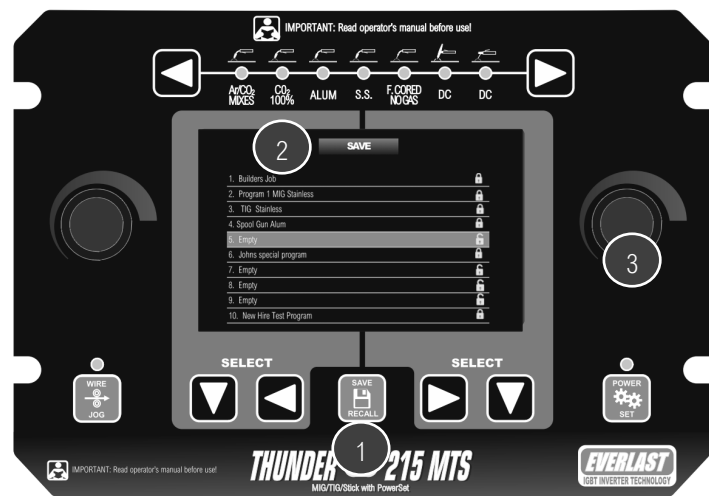 IMPORTANT: Read operator's manual before use!
Ar/CO₂ MIXES
CO₂ 100%
ALUM
S.S.
F. CORED NO GAS
DC
DC
2
SAVE
1. Builders Job
2. Program 1 MIG Stainless
3. TIG Stainless
4. Spool Gun Alum
5. Empty
6. Johns special program
7. Empty
8. Empty
9. Empty
10. New Hire Test Program
3
SELECT
SELECT
WIRE
JOG
SAVE
RECALL
POWER
SET
1
IMPORTANT: Read operator's manual before use!
THUNDER 215 MTS
MIG/TIG/Stick with PowerSet
EVERLAST
IGBT INVERTER TECHNOLOGY